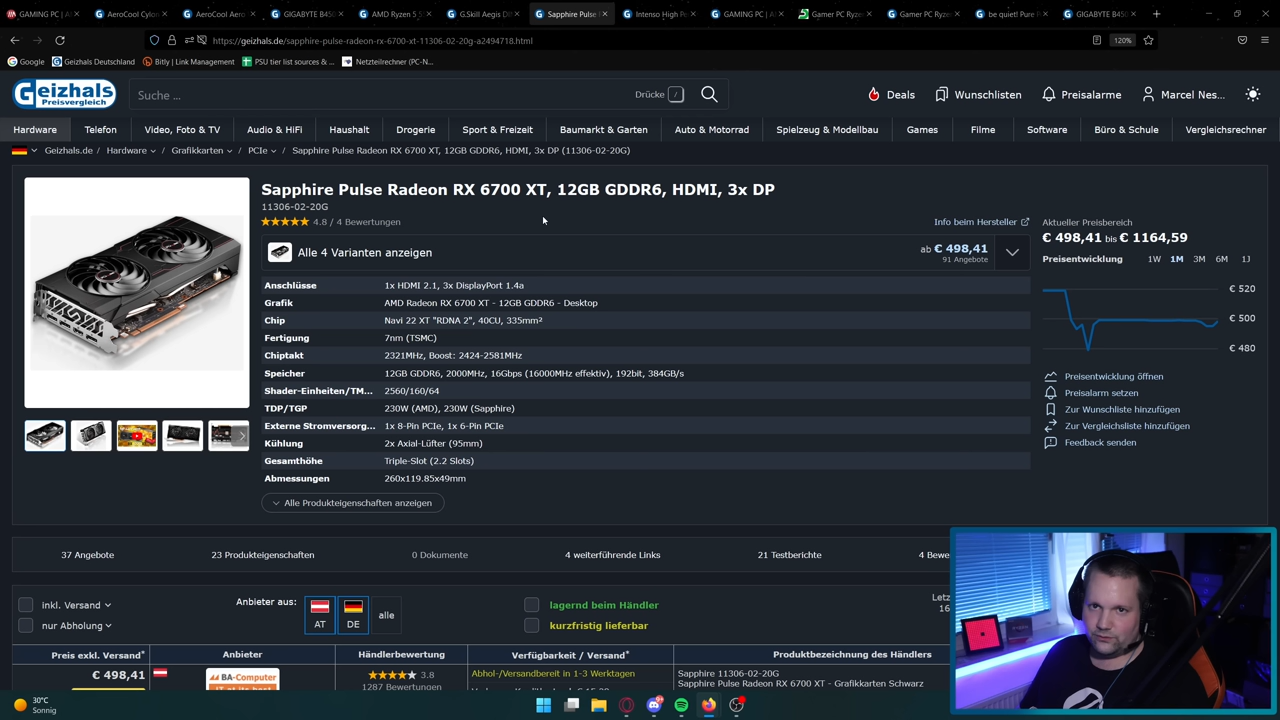 GAMING PC | A
AeroCool Cylon
AeroCool Aero
GIGABYTE B450
AMD Ryzen 5 5
G.Skill Aegis DI
Sapphire Pulse
Intenso High Pe
GAMING PC | A
Gamer PC Ryze
Gamer PC Ryze
be quiet! Pure P
GIGABYTE B450
https://geizhals.de/sapphire-pulse-radeon-rx-6700-xt-11306-02-20g-a2494718.html
120%
Google
Geizhals Deutschland
Bitly | Link Management
PSU tier list sources & ...
Netzteilrechner (PC-N...
Geizhals
Preisvergleich
Suche ...
Drücke /
Deals
Wunschlisten
Preisalarme
Marcel Nes...
Hardware
Telefon
Video, Foto & TV
Audio & HiFi
Haushalt
Drogerie
Sport & Freizeit
Baumarkt & Garten
Auto & Motorrad
Spielzeug & Modellbau
Games
Filme
Software
Büro & Schule
Vergleichsrechner
Geizhals.de / Hardware / Grafikkarten / PCIe / Sapphire Pulse Radeon RX 6700 XT, 12GB GDDR6, HDMI, 3x DP (11306-02-20G)
Sapphire Pulse Radeon RX 6700 XT, 12GB GDDR6, HDMI, 3x DP
11306-02-20G
4.8 / 4 Bewertungen
Info beim Hersteller
Alle 4 Varianten anzeigen
ab € 498,41
91 Angebote
Anschlüsse 1x HDMI 2.1, 3x DisplayPort 1.4a
Grafik AMD Radeon RX 6700 XT - 12GB GDDR6 - Desktop
Chip Navi 22 XT "RDNA 2", 40CU, 335mm²
Fertigung 7nm (TSMC)
Chiptakt 2321MHz, Boost: 2424-2581MHz
Speicher 12GB GDDR6, 2000MHz, 16Gbps (16000MHz effektiv), 192bit, 384GB/s
Shader-Einheiten/TM... 2560/160/64
TDP/TGP 230W (AMD), 230W (Sapphire)
Externe Stromversorg... 1x 8-Pin PCIe, 1x 6-Pin PCIe
Kühlung 2x Axial-Lüfter (95mm)
Gesamthöhe Triple-Slot (2.2 Slots)
Abmessungen 260x119.85x49mm
Alle Produkteigenschaften anzeigen
Aktueller Preisbereich
€ 498,41 bis € 1164,59
Preisentwicklung 1W 1M 3M 6M 1J
€ 520
€ 500
€ 480
Preisentwicklung öffnen
Preisalarm setzen
Zur Wunschliste hinzufügen
Zur Vergleichsliste hinzufügen
Feedback senden
37 Angebote
23 Produkteigenschaften
0 Dokumente
4 weiterführende Links
21 Testberichte
4 Bewe
inkl. Versand
nur Abholung
Anbieter aus:
AT
DE
alle
lagernd beim Händler
kurzfristig lieferbar
Letz
16
Preis exkl. Versand*
Anbieter
Händlerbewertung
Verfügbarkeit / Versand*
Produktbezeichnung des Händlers
€ 498,41
BA-Computer
3.8
1287 Bewertungen
Abhol-/Versandbereit in 1-3 Werktagen
Sapphire 11306-02-20G
Sapphire Pulse Radeon RX 6700 XT - Grafikkarten Schwarz
30°C
Sonnig